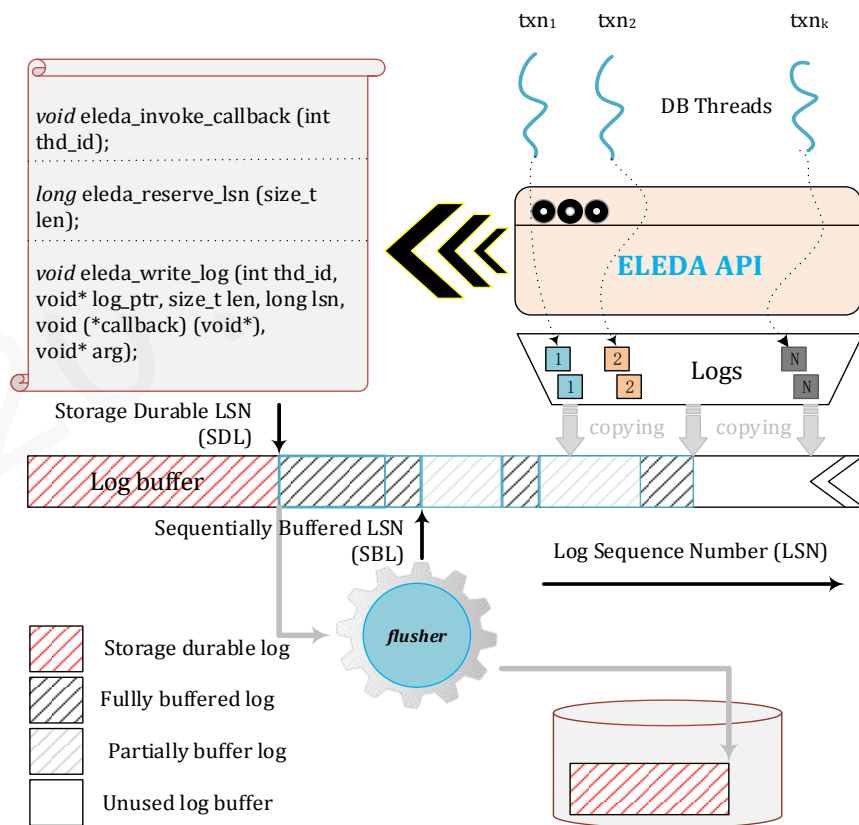 txn1 txn2 txnk
DB Threads
void eleda_invoke_callback (int
thd_id);
long eleda_reserve_lsn (size_t
len);
void eleda_write_log (int thd_id,
void* log_ptr, size_t len, long lsn,
void (*callback) (void*),
void* arg);
ELEDA API
1 2 N
1 2 N
Logs
Storage Durable LSN
(SDL)
copying copying
Log buffer
Sequentially Buffered LSN
(SBL)
Log Sequence Number (LSN)
flusher
Storage durable log
Fullly buffered log
Partially buffer log
Unused log buffer